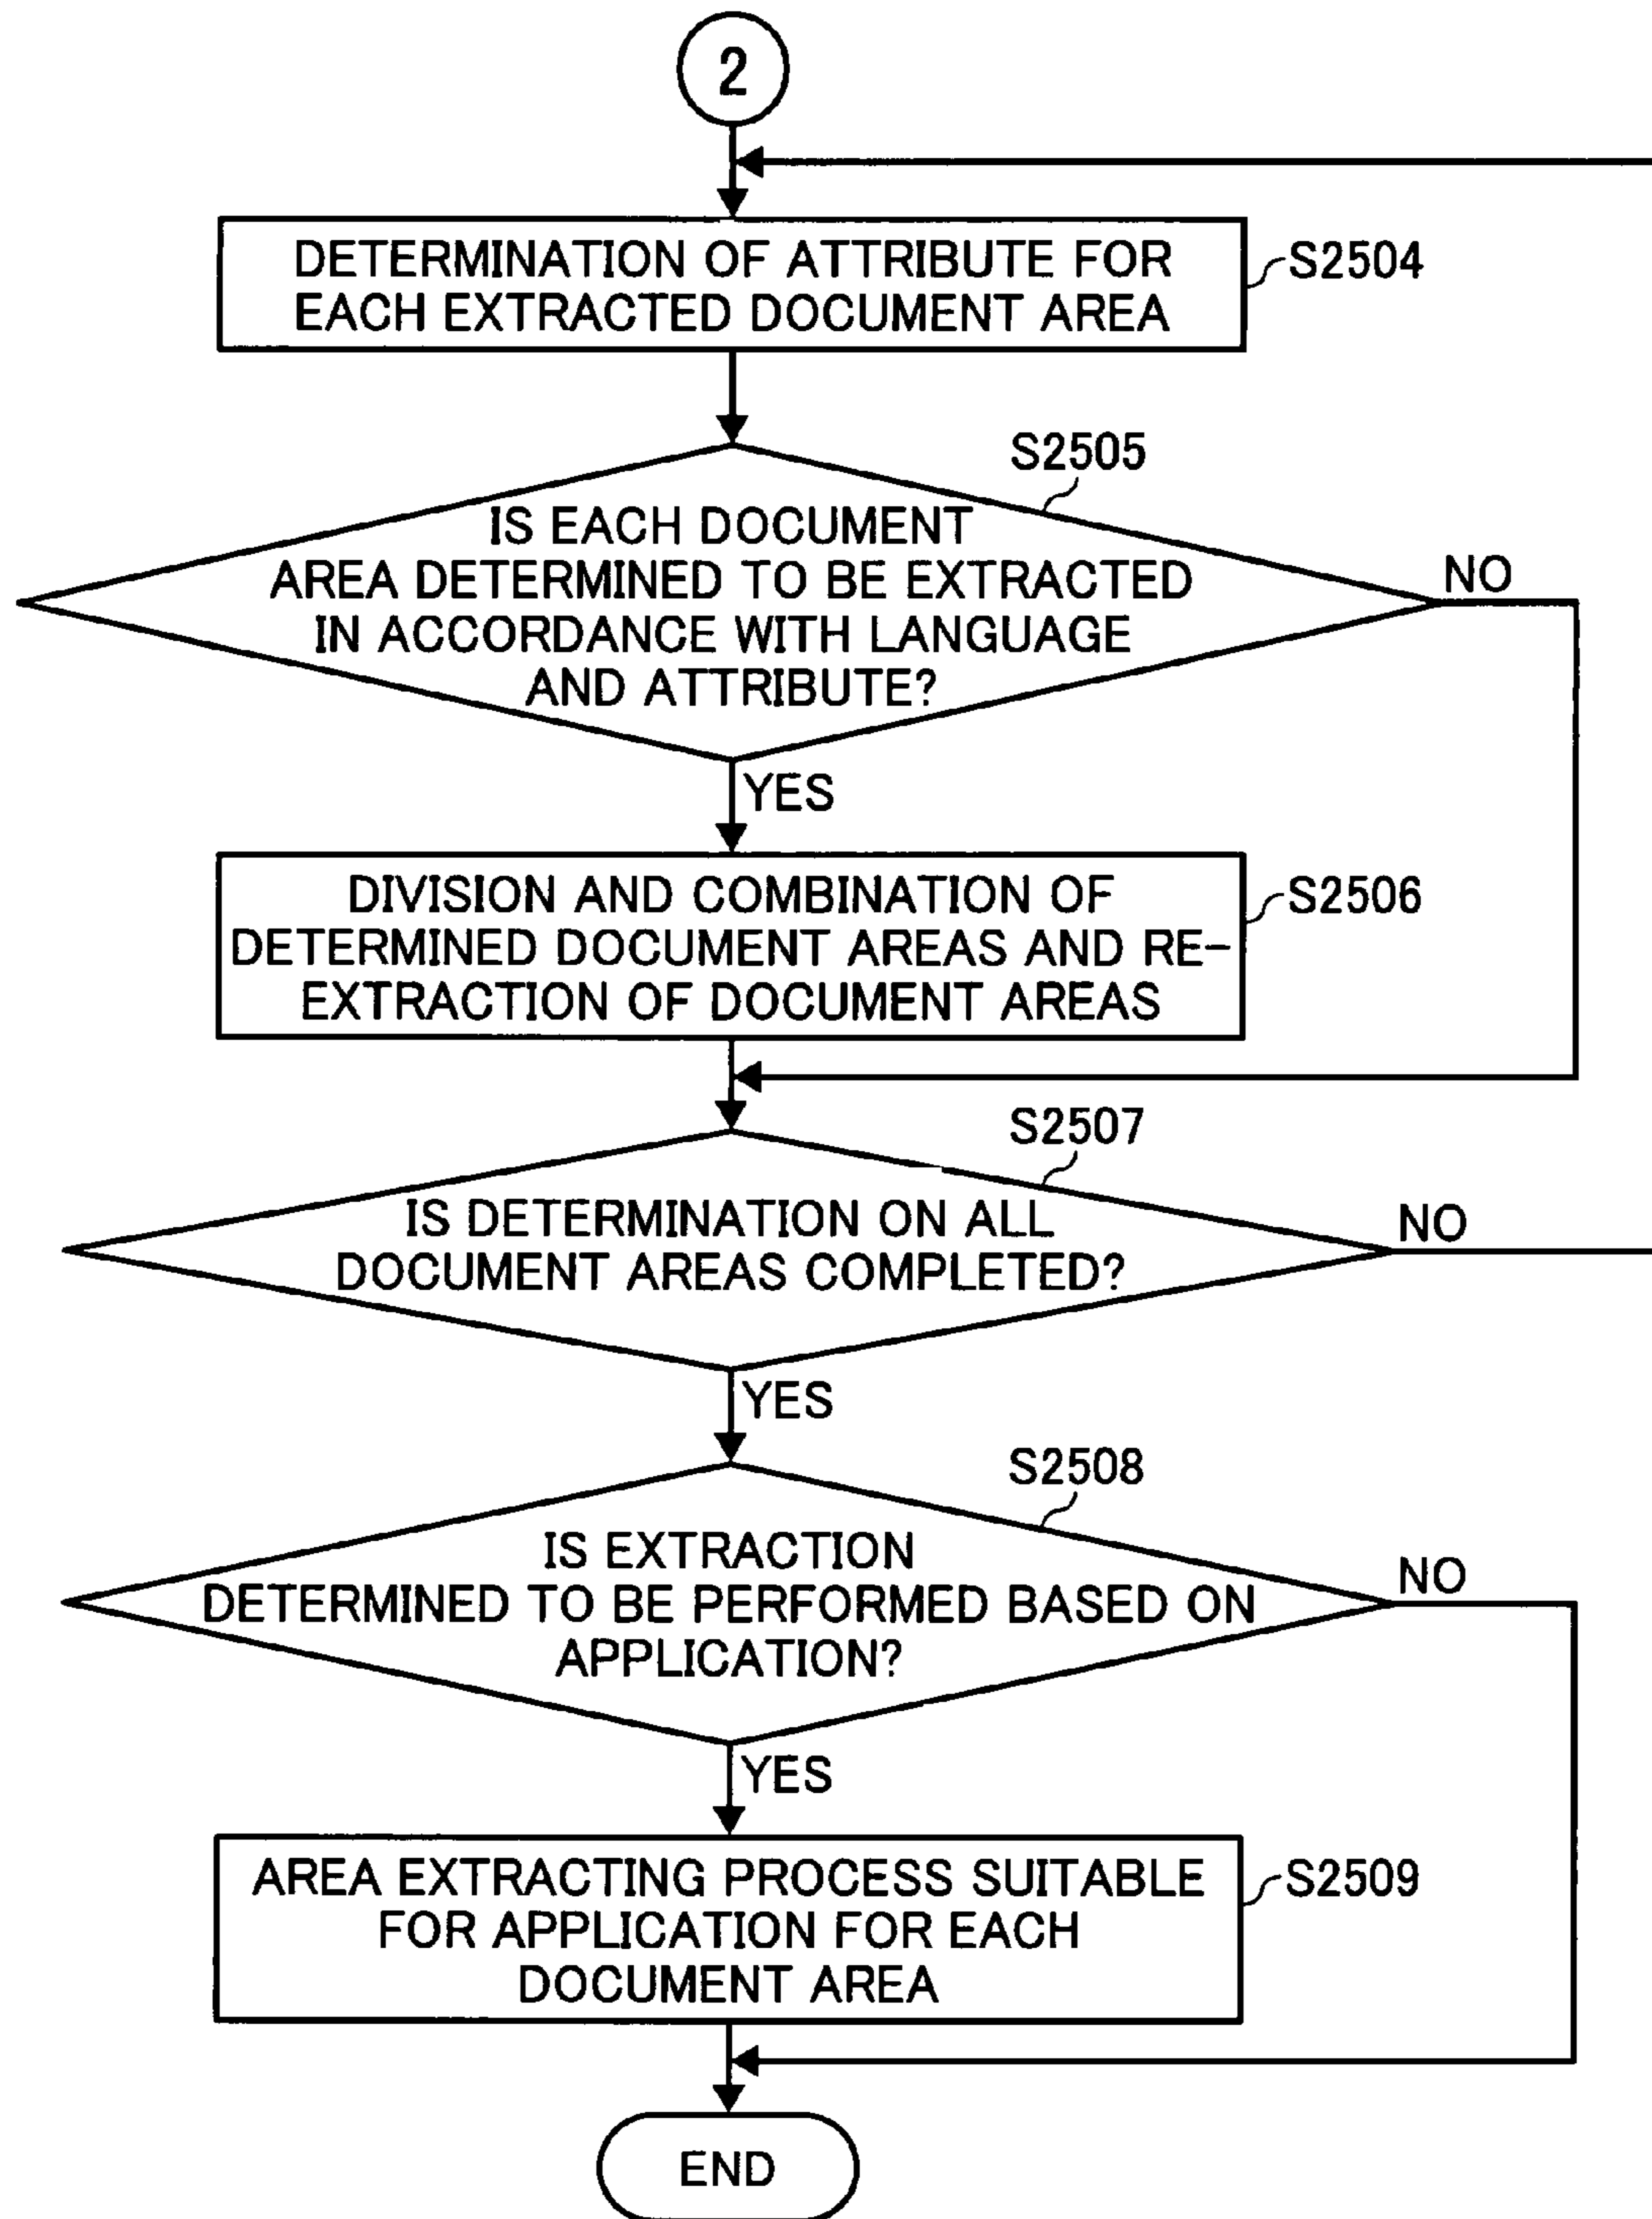 2
DETERMINATION OF ATTRIBUTE FOR
EACH EXTRACTED DOCUMENT AREA
S2504
S2505
IS EACH DOCUMENT
AREA DETERMINED TO BE EXTRACTED
IN ACCORDANCE WITH LANGUAGE
AND ATTRIBUTE?
NO
YES
DIVISION AND COMBINATION OF
DETERMINED DOCUMENT AREAS AND RE-
EXTRACTION OF DOCUMENT AREAS
S2506
S2507
IS DETERMINATION ON ALL
DOCUMENT AREAS COMPLETED?
NO
YES
S2508
IS EXTRACTION
DETERMINED TO BE PERFORMED BASED ON
APPLICATION?
NO
YES
AREA EXTRACTING PROCESS SUITABLE
FOR APPLICATION FOR EACH
DOCUMENT AREA
S2509
END